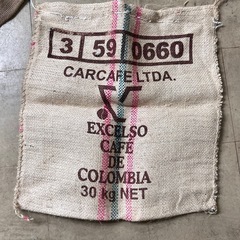 3 59 0660
CARCAFE LTDA.
EXCELSO
CAFÉ
DE
COLOMBIA
30 kg NET